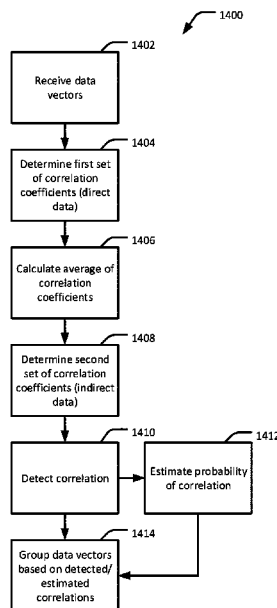 1400
1402
Receive data
vectors
1404
Determine first set
of correlation
coefficients (direct
data)
1406
Calculate average of
correlation
coefficients
1408
Determine second
set of correlation
coefficients (indirect
data)
1410
Detect correlation
1412
Estimate probability
of correlation
1414
Group data vectors
based on detected/
estimated
correlations